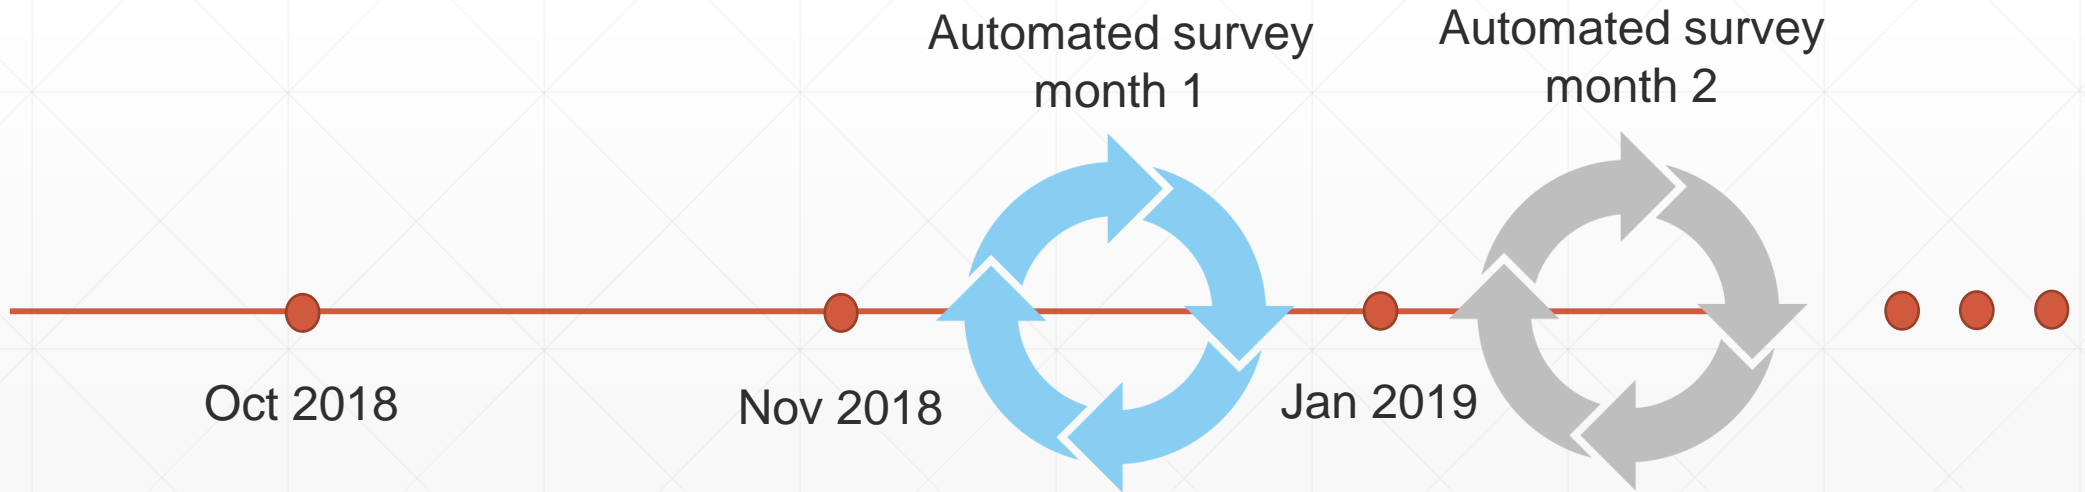 Automated survey
month 1
Automated survey
month 2
Oct 2018
Nov 2018
Jan 2019